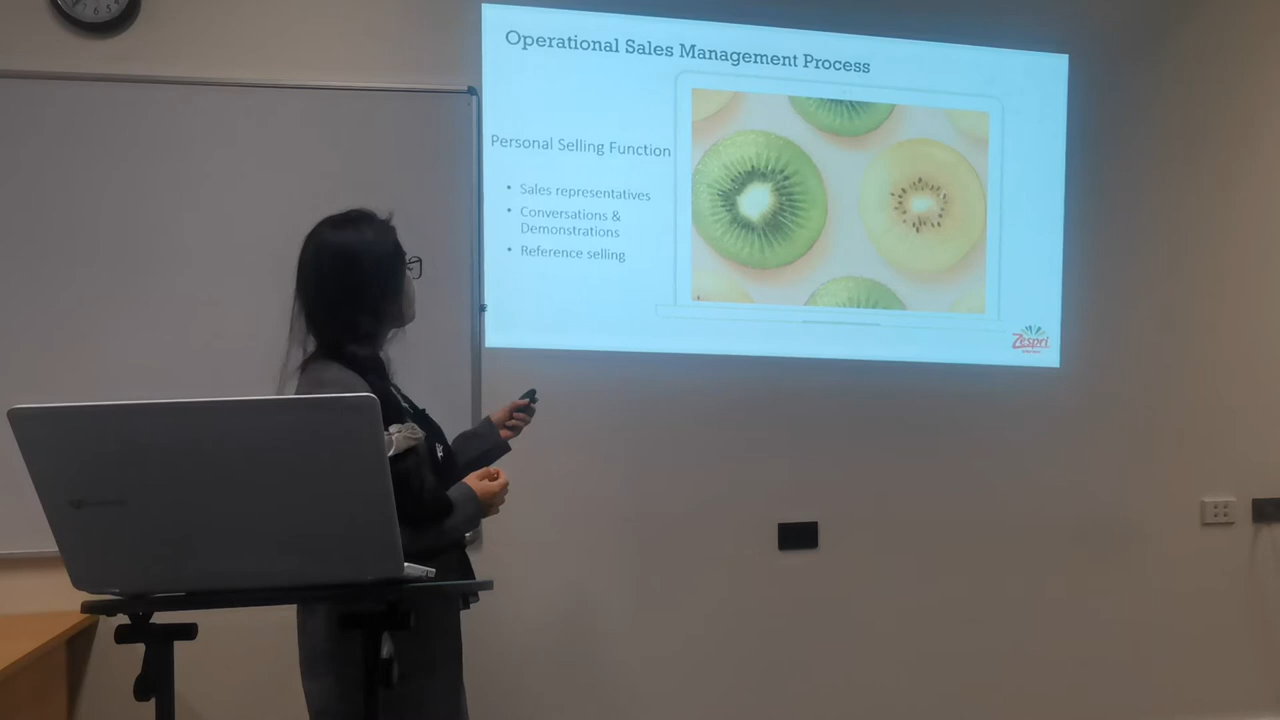 Operational Sales Management Process
Personal Selling Function
• Sales representatives
• Conversations &
Demonstrations
• Reference selling
Zespri